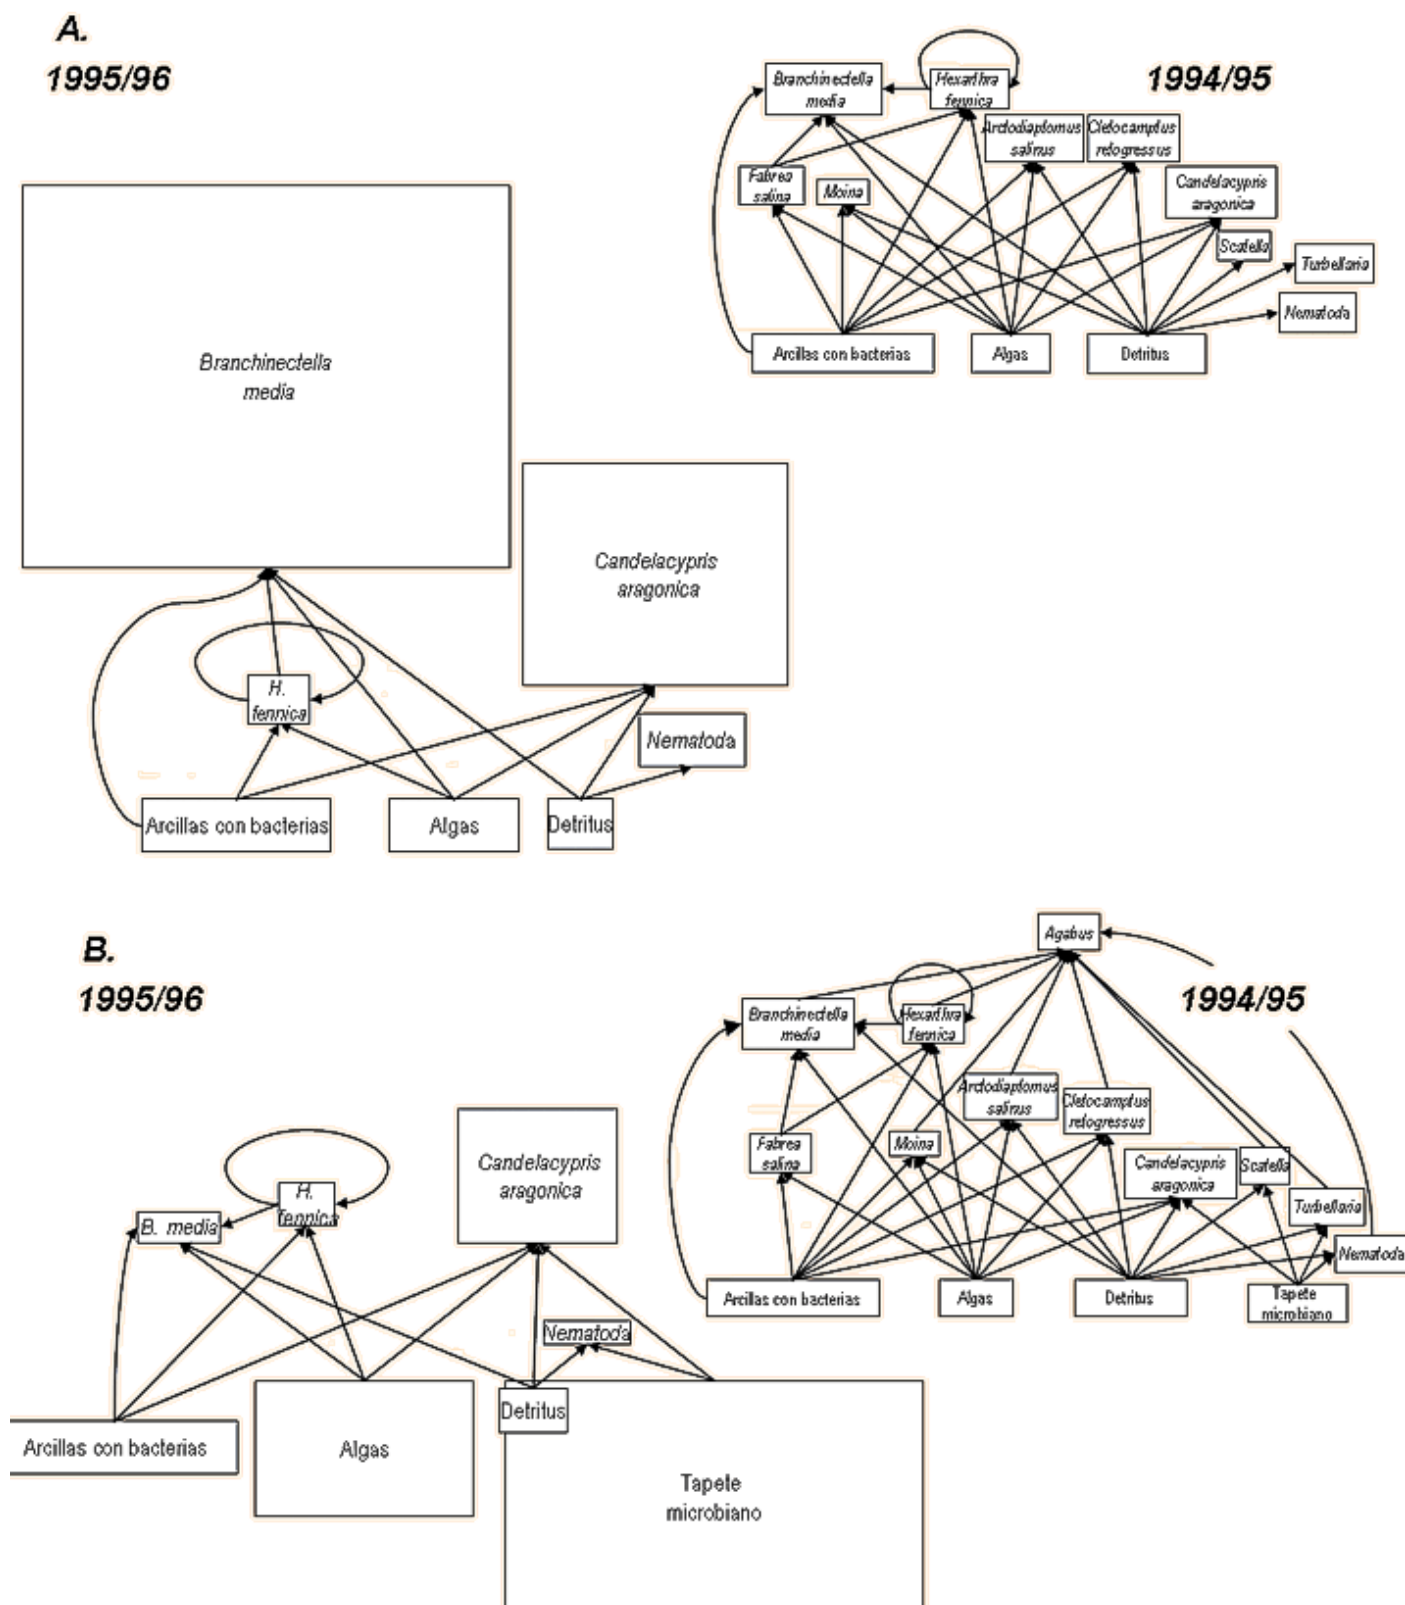 A.
1995/96
1994/95
Branchinectella
media
Hexarthra
fennica
Arctodiaptomus
salinus
Cletocamptus
retogressus
Fabrea
salina
Moina
Candelacypris
aragonica
Scatella
Turbellaria
Nematoda
Arcillas con bacterias
Algas
Detritus
Branchinectella
media
Candelacypris
aragonica
H.
fennica
Nematoda
Arcillas con bacterias
Algas
Detritus
B.
1995/96
1994/95
Agabus
Branchinectella
media
Hexarthra
fennica
Arctodiaptomus
salinus
Cletocamptus
retogressus
Fabrea
salina
Moina
Candelacypris
aragonica
Scatella
Turbellaria
Nematoda
Arcillas con bacterias
Algas
Detritus
Tapete
microbiano
Candelacypris
aragonica
H.
fennica
B. media
Nematoda
Detritus
Arcillas con bacterias
Algas
Tapete
microbiano